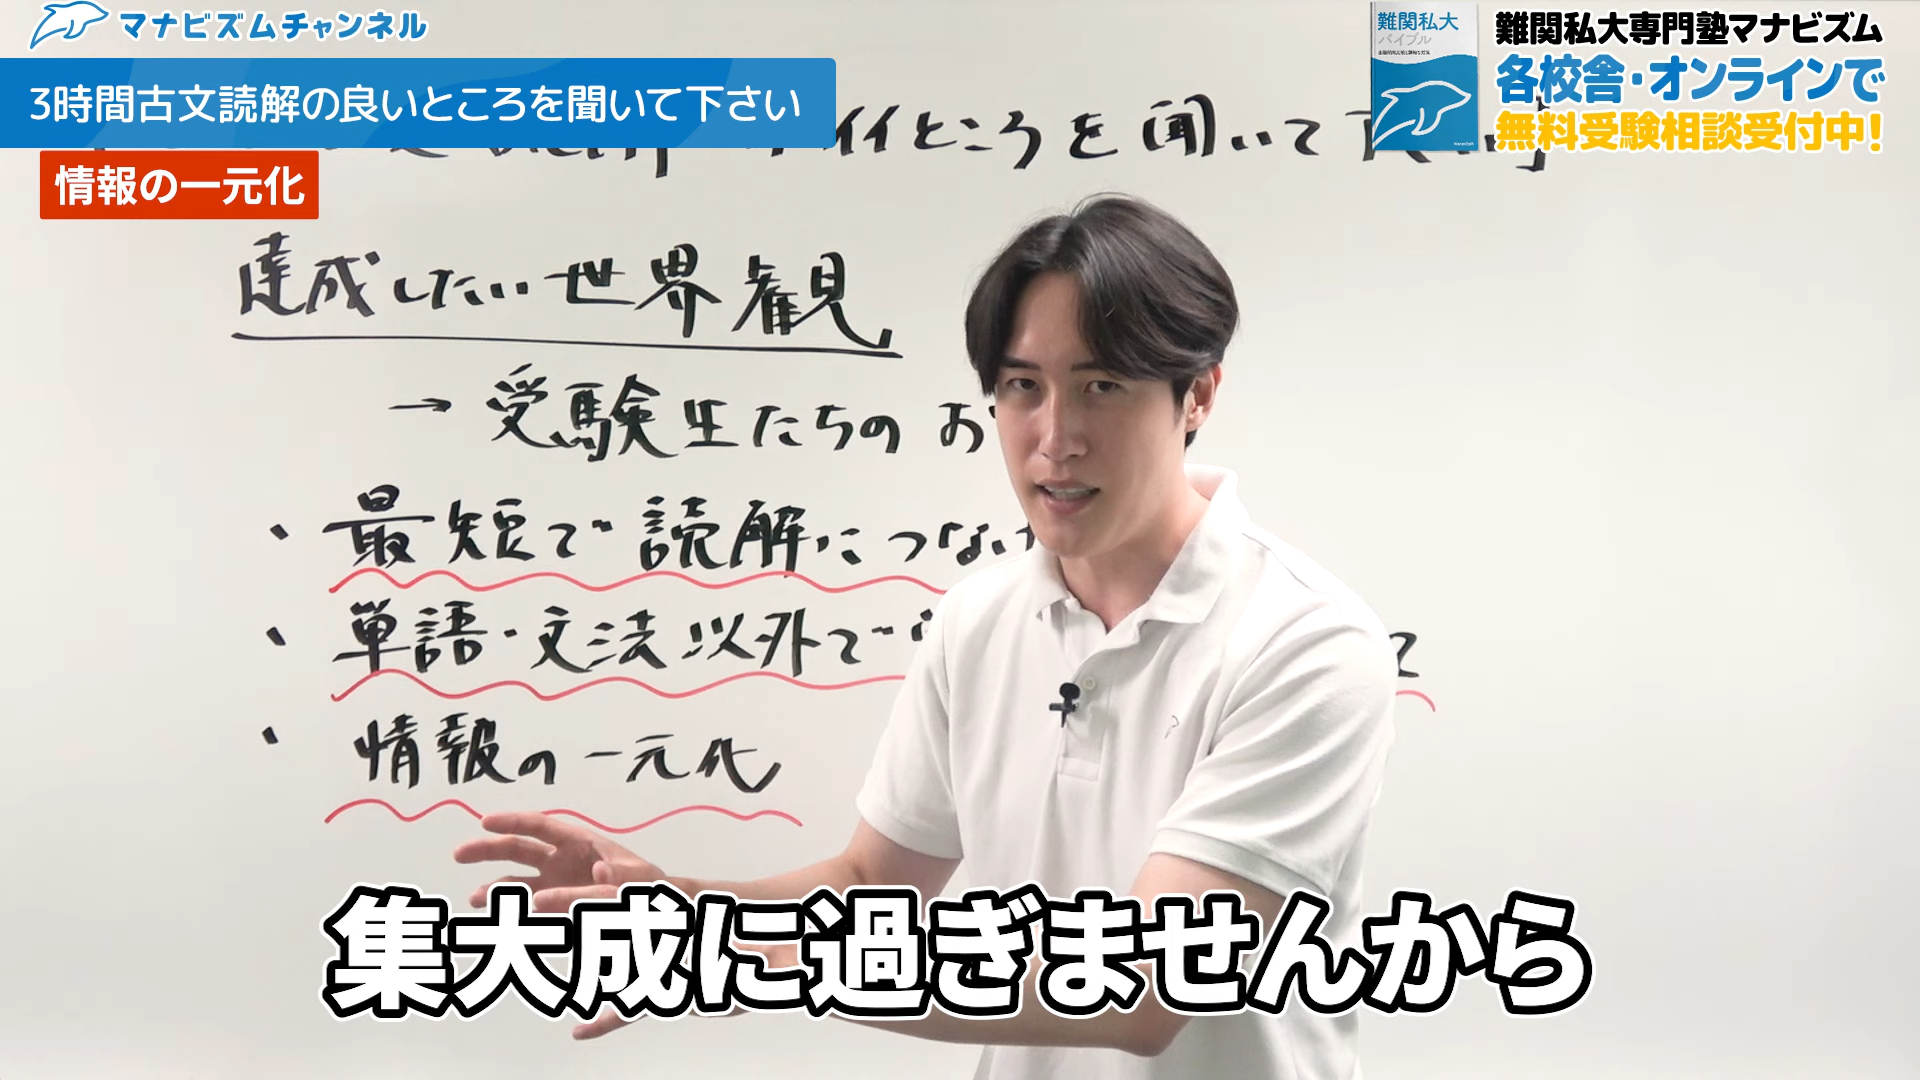 マナビズムチャンネル
3時間古文読解の良いところを聞いて下さい
情報の一元化
難関私大
バイブル
難関私大専門塾マナビズム
各校舎・オンラインで
無料受験相談受付中!
イイところを聞いて下
達成したい世界観
→ 受験生たちの お
・最短で読解につなげ
・単語・文法以外で
・情報の一元化
集大成に過ぎませんから